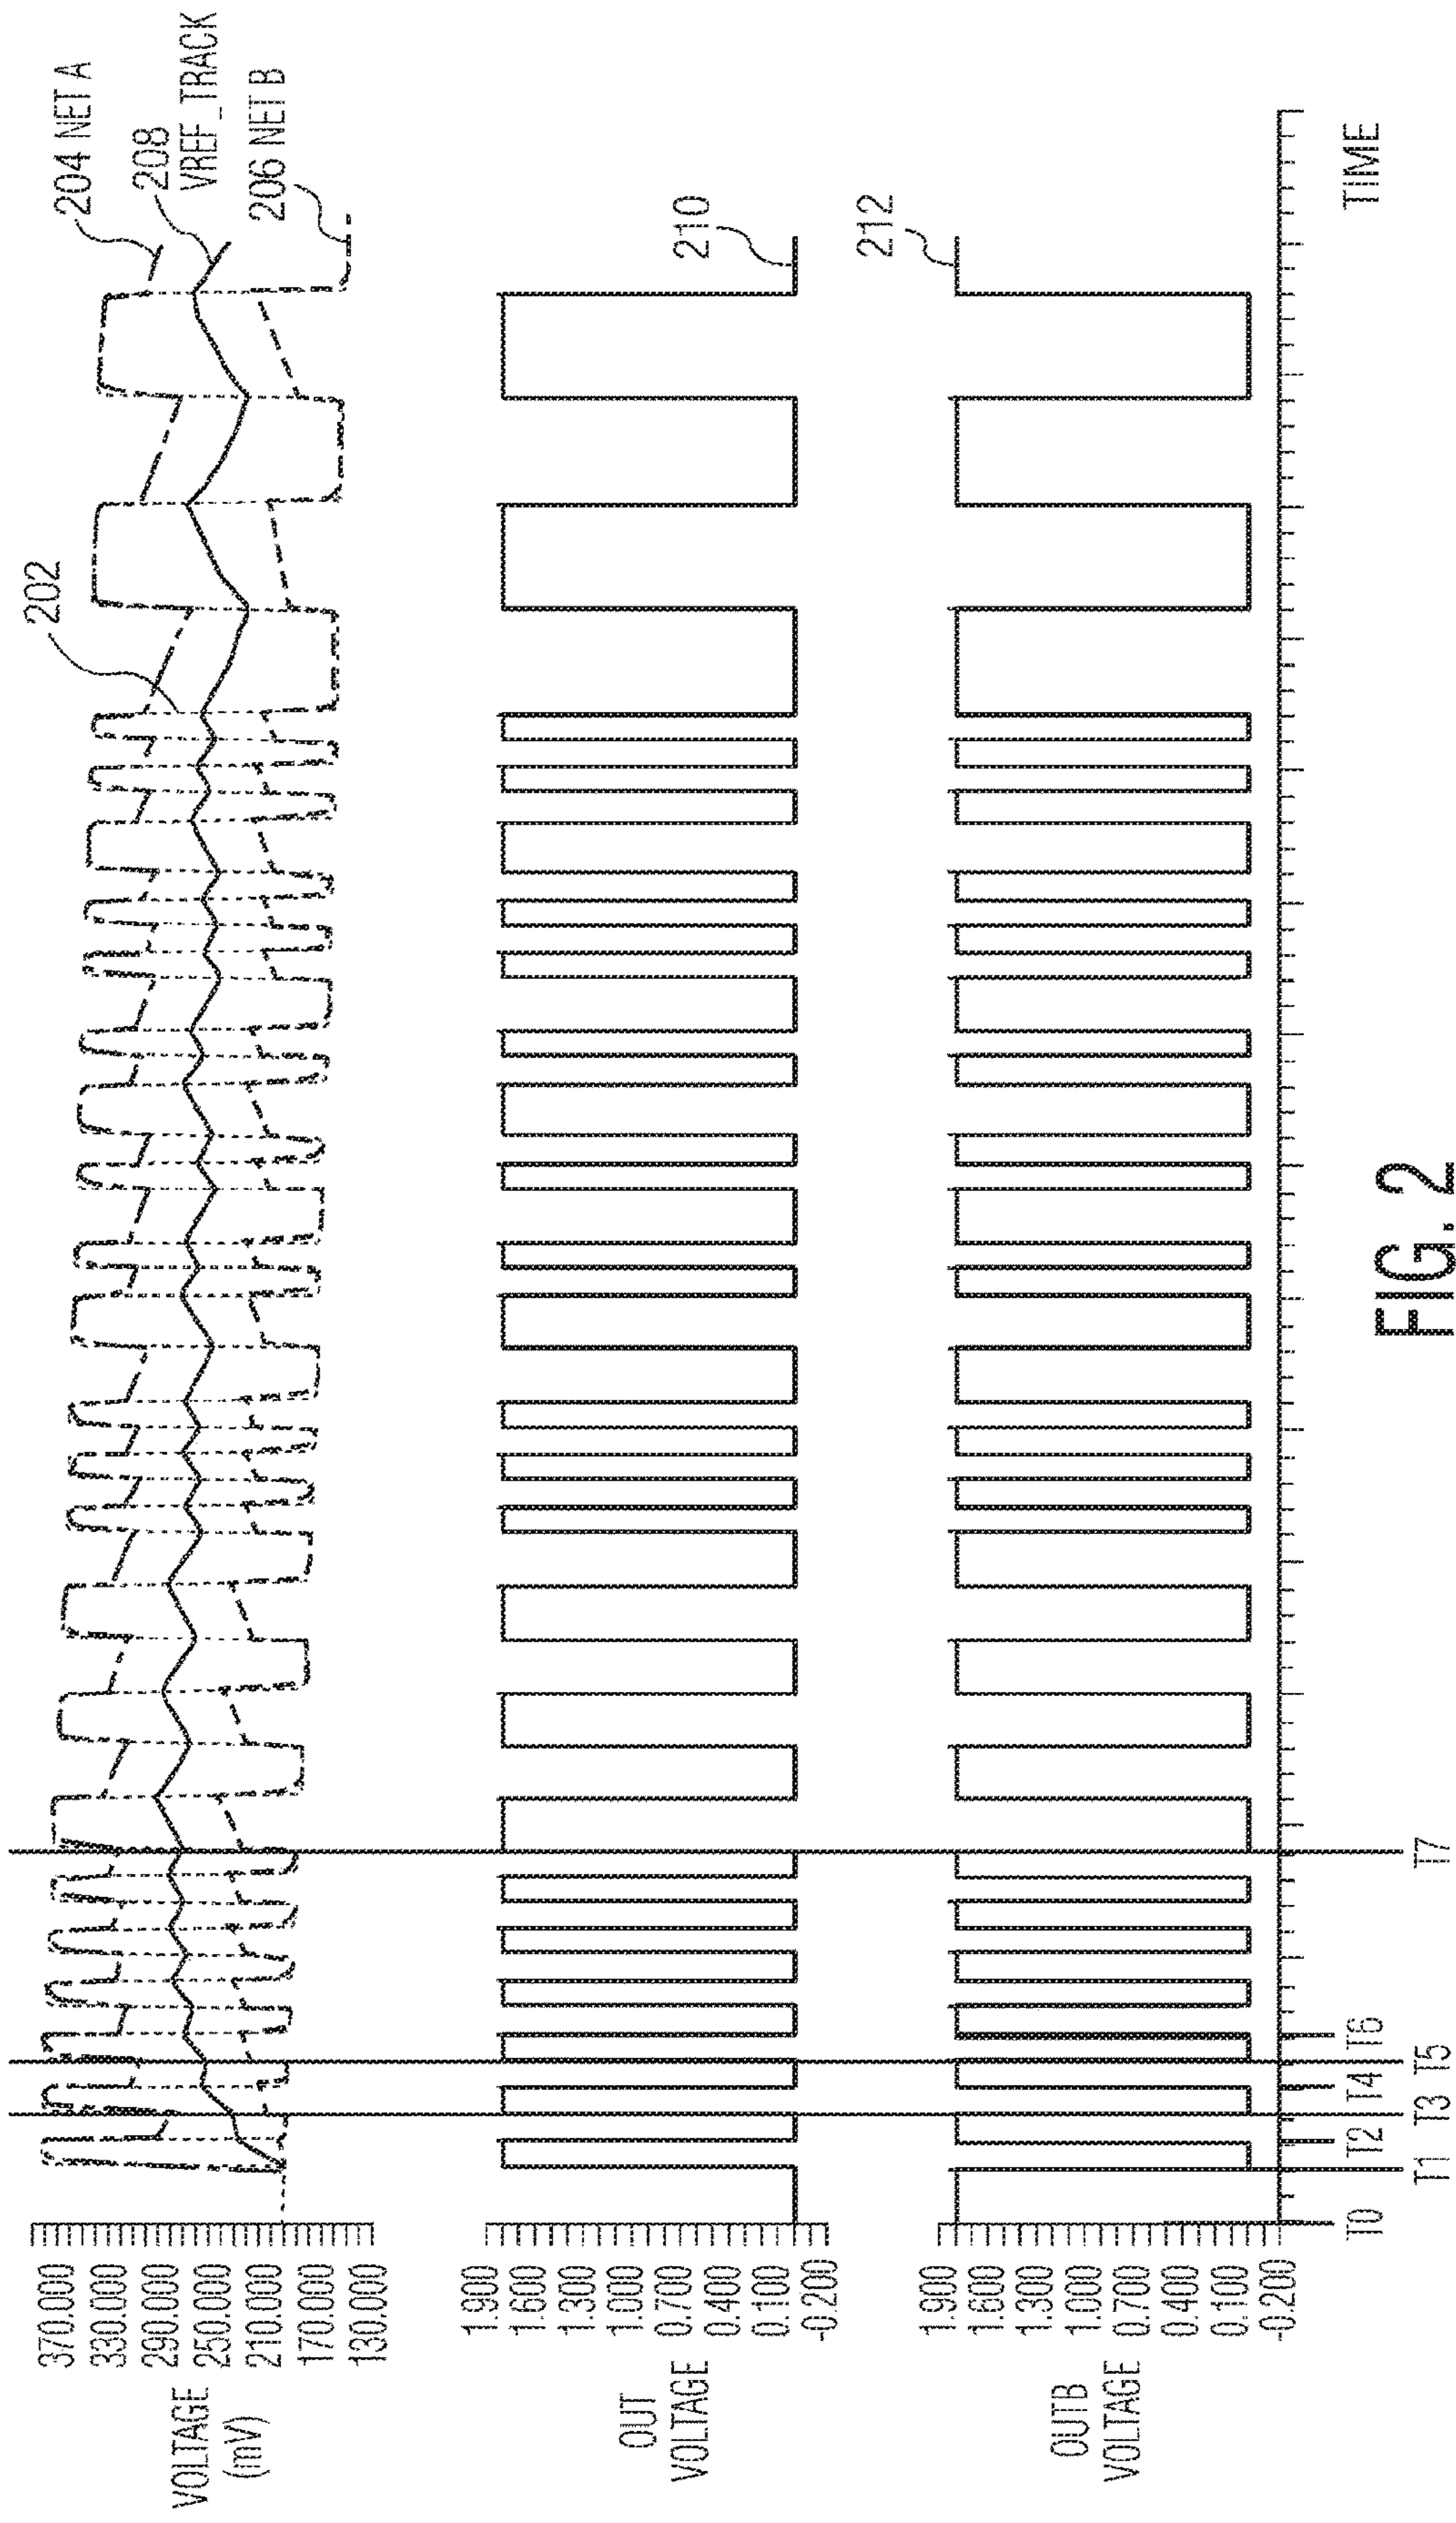 202
204 NET A
208
VREF_TRACK
206 NET B
370.000
330.000
290.000
250.000
210.000
170.000
130.000
VOLTAGE
(mV)
210
1.900
1.600
1.300
1.000
0.700
0.400
0.100
-0.200
OUT
VOLTAGE
212
1.900
1.600
1.300
1.000
0.700
0.400
0.100
-0.200
OUTB
VOLTAGE
T0
T1
T2
T3
T4
T5
T6
T7
TIME
FIG. 2